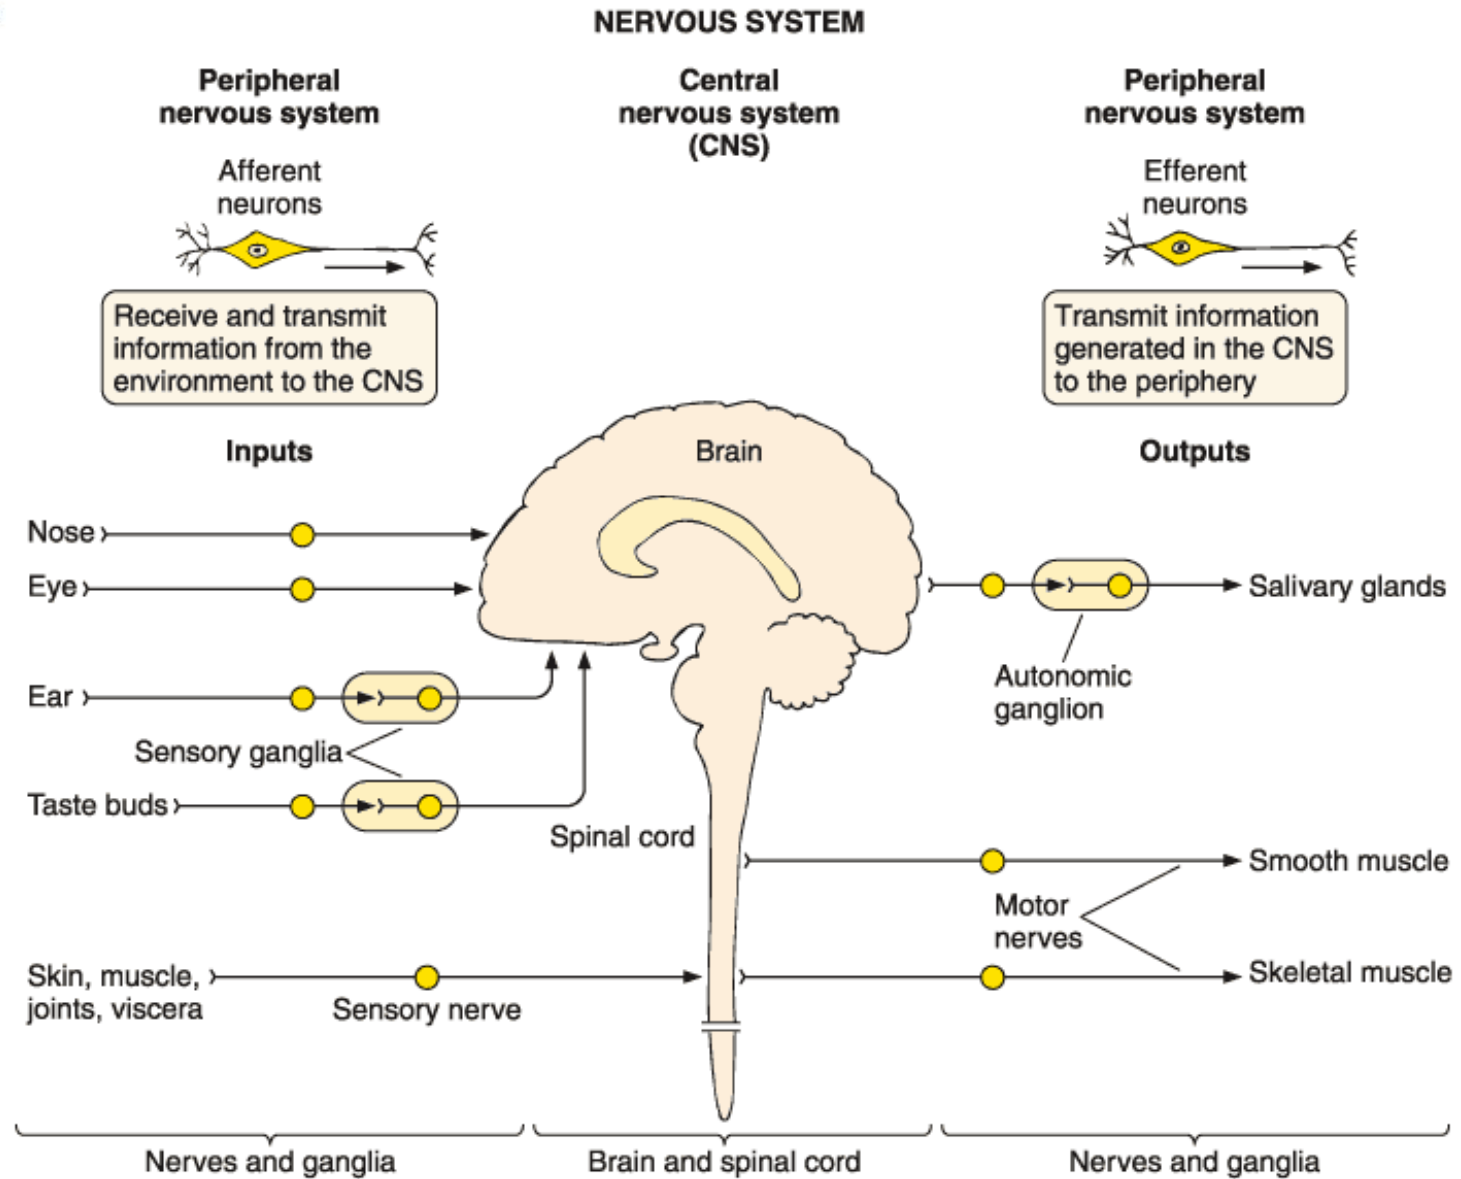 NERVOUS SYSTEM
Peripheral
nervous system
Central
nervous system
(CNS)
Peripheral
nervous system
Afferent
neurons
Efferent
neurons
Receive and transmit
information from the
environment to the CNS
Transmit information
generated in the CNS
to the periphery
Inputs
Brain
Outputs
Nose
Eye
Salivary glands
Autonomic
ganglion
Ear
Sensory ganglia
Taste buds
Spinal cord
Smooth muscle
Motor
nerves
Skin, muscle,
joints, viscera
Sensory nerve
Skeletal muscle
Nerves and ganglia
Brain and spinal cord
Nerves and ganglia